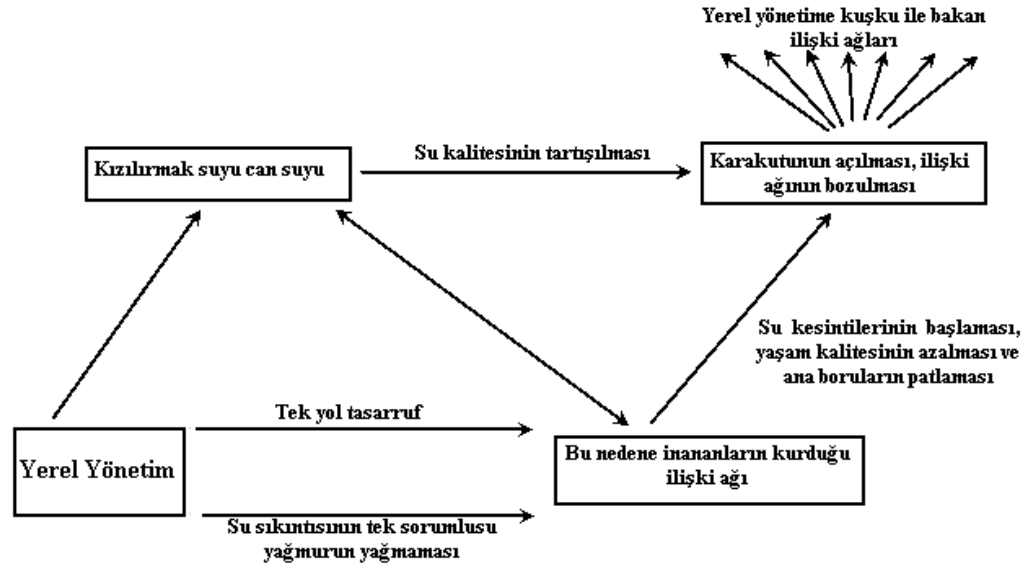 Yerel yönetime kuşku ile bakan
ilişki ağları
Su kalitesinin tartışılması
Kızılırmak suyu can suyu
Karakutunun açılması, ilişki
ağının bozulması
Su kesintilerinin başlaması,
yaşam kalitesinin azalması ve
ana boruların patlaması
Tek yol tasarruf
Yerel Yönetim
Bu nedene inananların kurduğu
ilişki ağı
Su sıkıntısının tek sorumlusu
yağmurun yağmaması